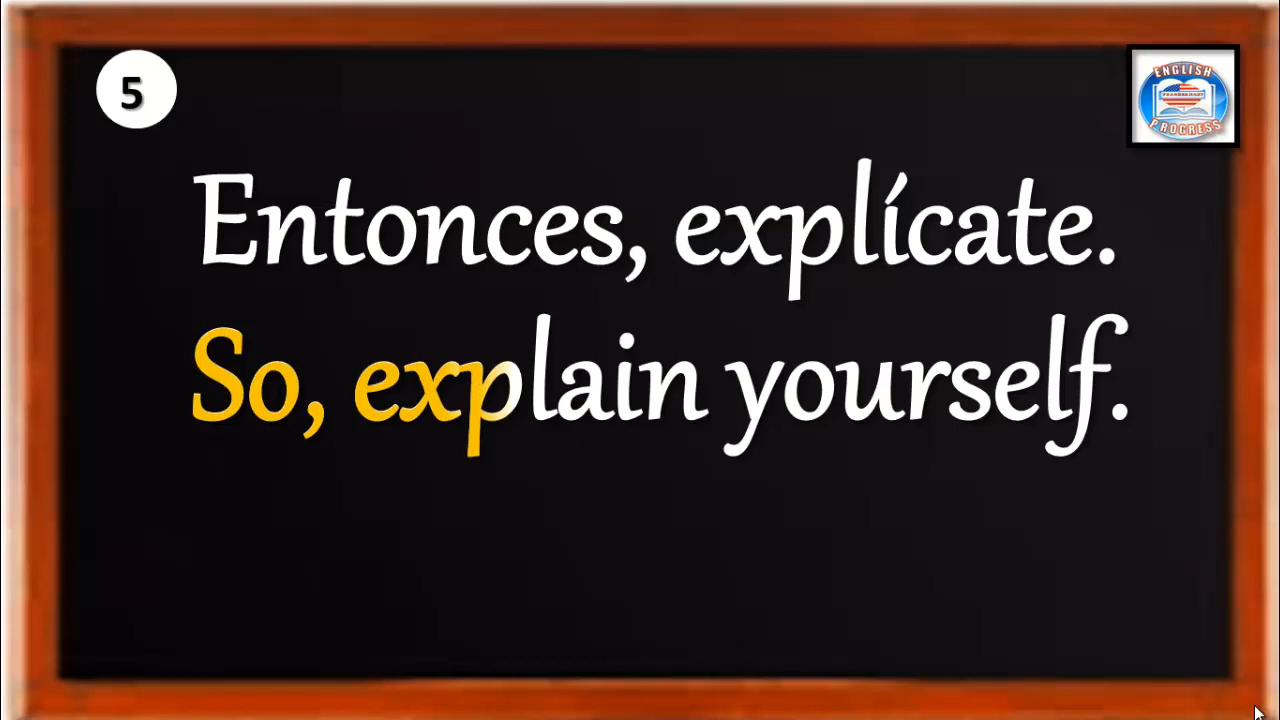 5
ENGLISH
PROGRESS
Entonces, explícate.
So, explain yourself.